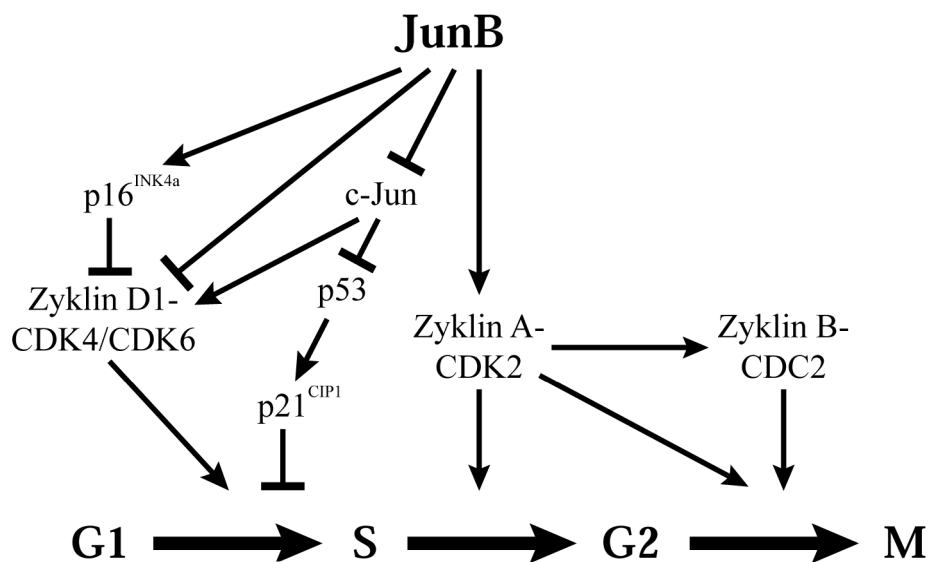 JunB
p16INK4a
c-Jun
Zyklin D1-
CDK4/CDK6
p53
Zyklin A-
CDK2
Zyklin B-
CDC2
p21CIP1
G1
S
G2
M